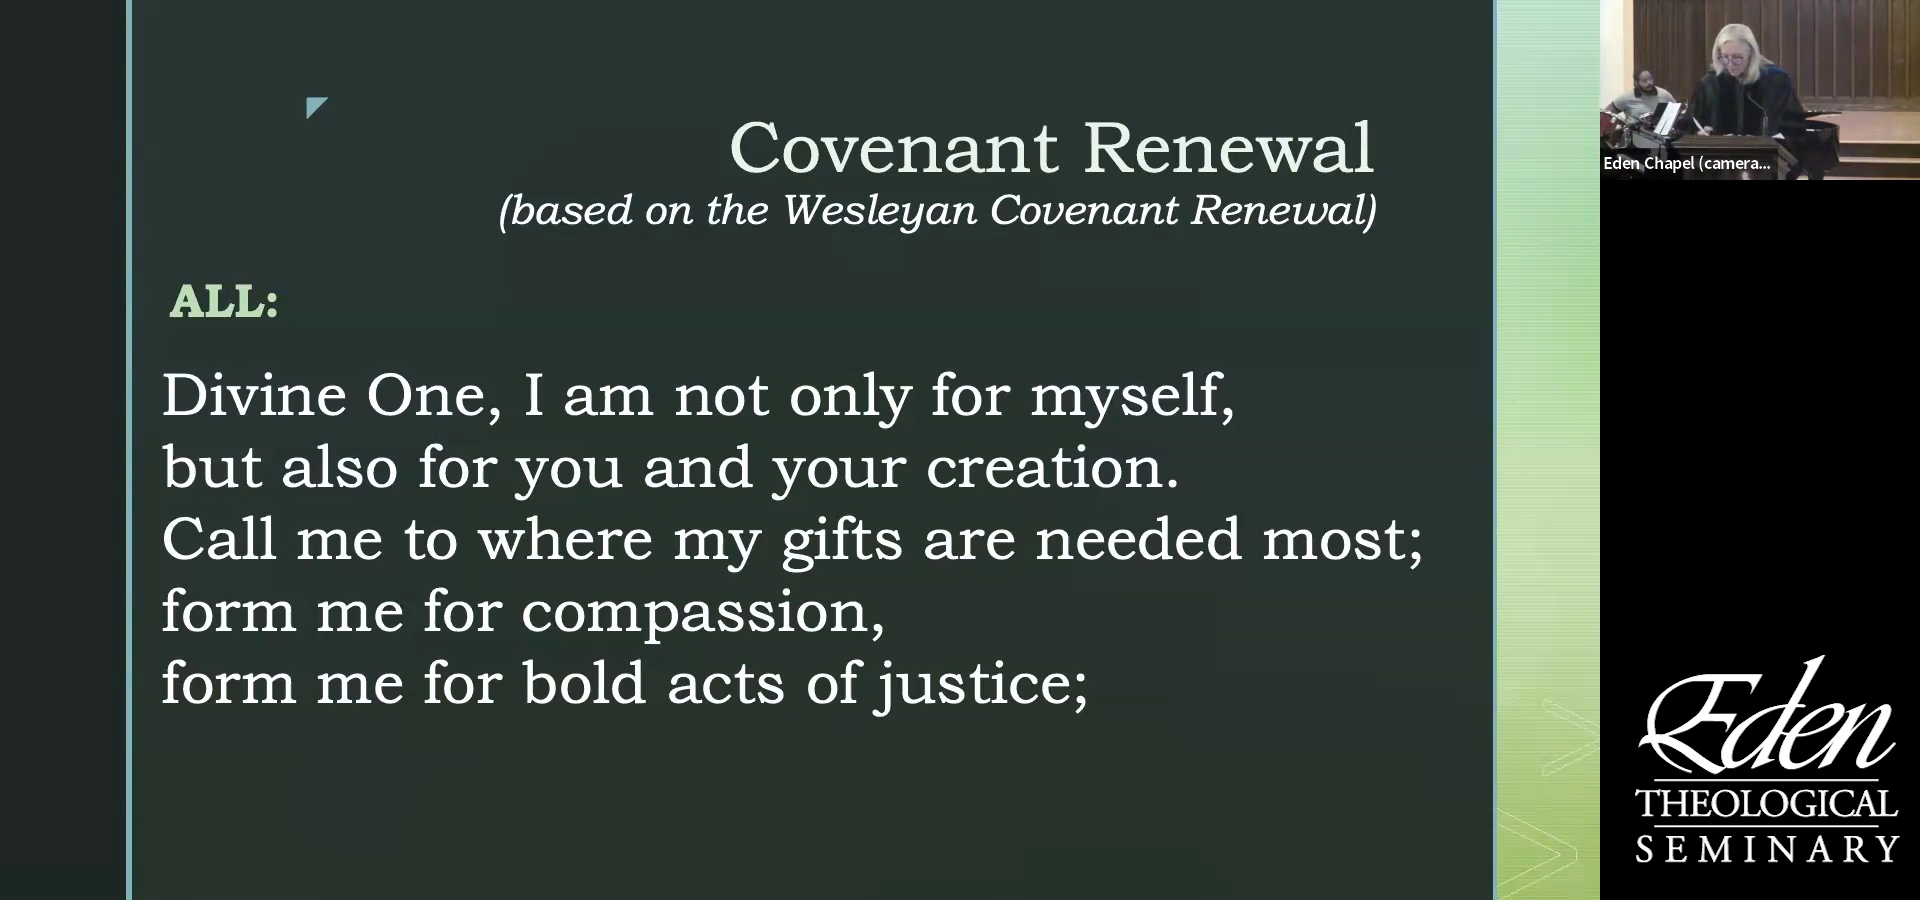 Covenant Renewal
(based on the Wesleyan Covenant Renewal)
ALL:
Divine One, I am not only for myself,
but also for you and your creation.
Call me to where my gifts are needed most;
form me for compassion,
form me for bold acts of justice;
Eden Chapel (camera...
Eden
THEOLOGICAL
SEMINARY